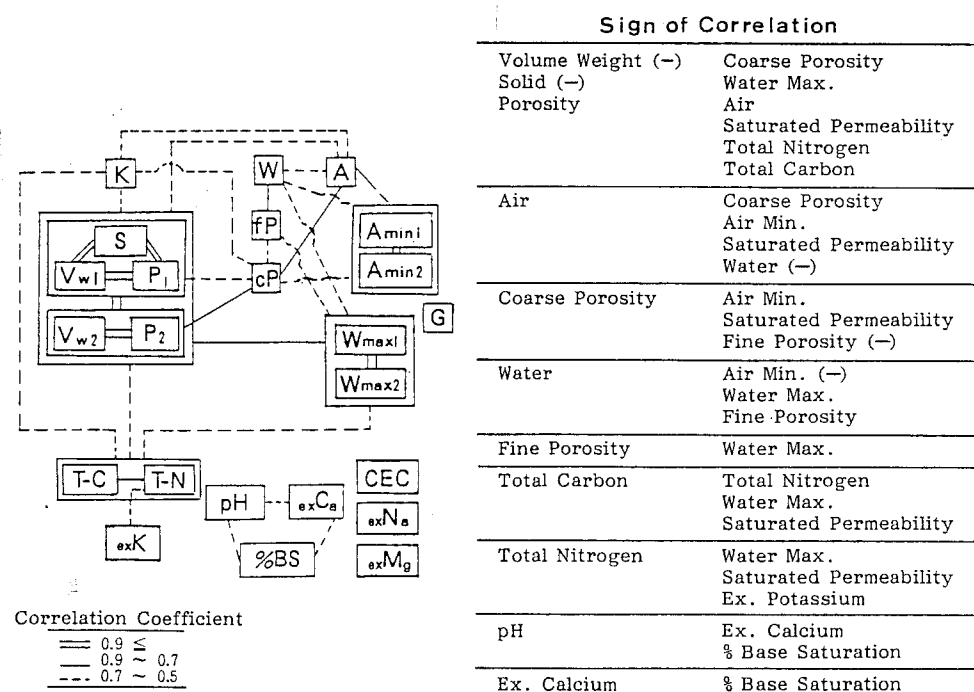 K
W
A
S
fP
A min1
Vw1
P1
cP
A min2
G
Vw2
P2
Wmax1
Wmax2
T-C
T-N
CEC
pH
exCa
exNa
exK
%BS
exMg
Correlation Coefficient
0.9 ≤
0.9 ~ 0.7
0.7 ~ 0.5
Sign of Correlation
Volume Weight (−) Coarse Porosity
Solid (−) Water Max.
Porosity Air
Saturated Permeability
Total Nitrogen
Total Carbon
Air Coarse Porosity
Air Min.
Saturated Permeability
Water (−)
Coarse Porosity Air Min.
Saturated Permeability
Fine Porosity (−)
Water Air Min. (−)
Water Max.
Fine Porosity
Fine Porosity Water Max.
Total Carbon Total Nitrogen
Water Max.
Saturated Permeability
Total Nitrogen Water Max.
Saturated Permeability
Ex. Potassium
pH Ex. Calcium
% Base Saturation
Ex. Calcium % Base Saturation